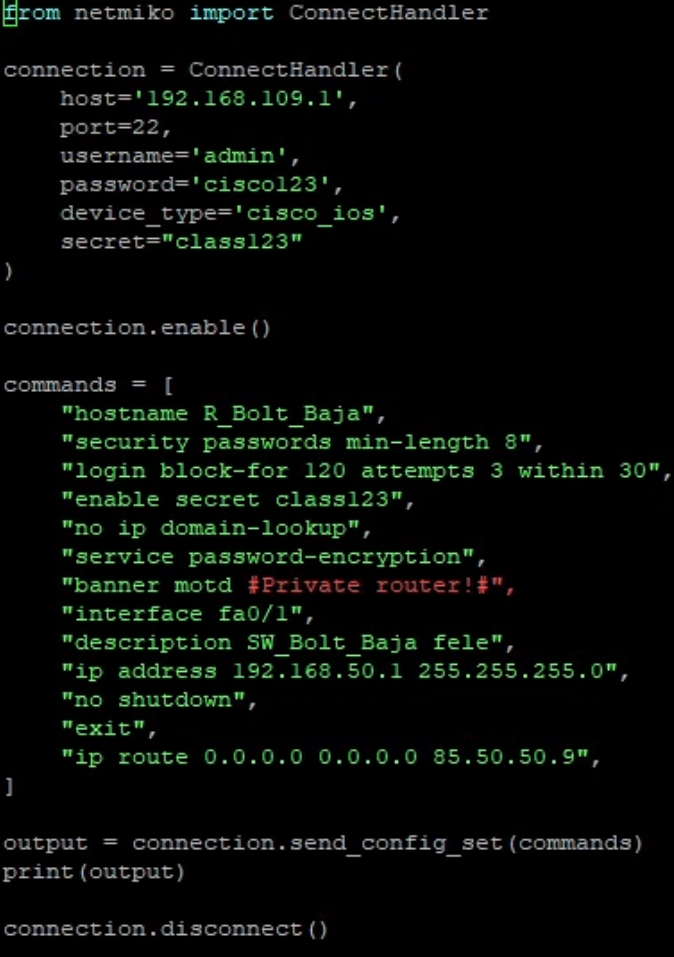 from netmiko import ConnectHandler
connection = ConnectHandler(
    host='192.168.109.1',
    port=22,
    username='admin',
    password='cisco123',
    device_type='cisco_ios',
    secret="class123"
)
connection.enable()
commands = [
    "hostname R_Bolt_Baja",
    "security passwords min-length 8",
    "login block-for 120 attempts 3 within 30",
    "enable secret class123",
    "no ip domain-lookup",
    "service password-encryption",
    "banner motd #Private router!#",
    "interface fa0/1",
    "description SW_Bolt_Baja fele",
    "ip address 192.168.50.1 255.255.255.0",
    "no shutdown",
    "exit",
    "ip route 0.0.0.0 0.0.0.0 85.50.50.9",
]
output = connection.send_config_set(commands)
print(output)
connection.disconnect()